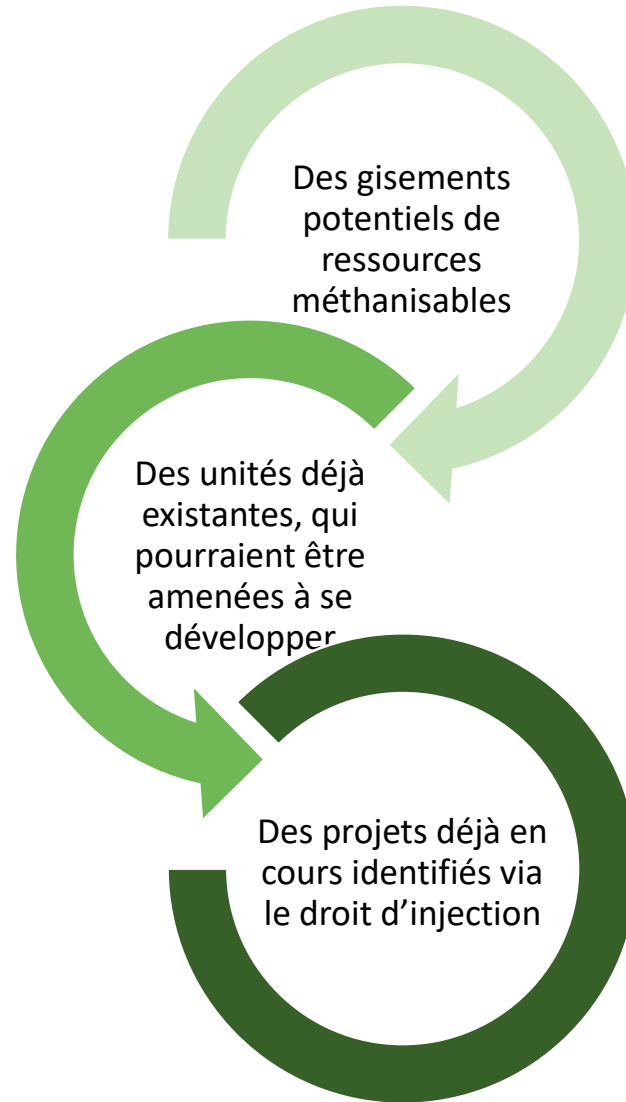 Des gisements
potentiels de
ressources
méthanisables
Des unités déjà
existantes, qui
pourraient être
amenées à se
développer
Des projets déjà en
cours identifiés via
le droit d’injection